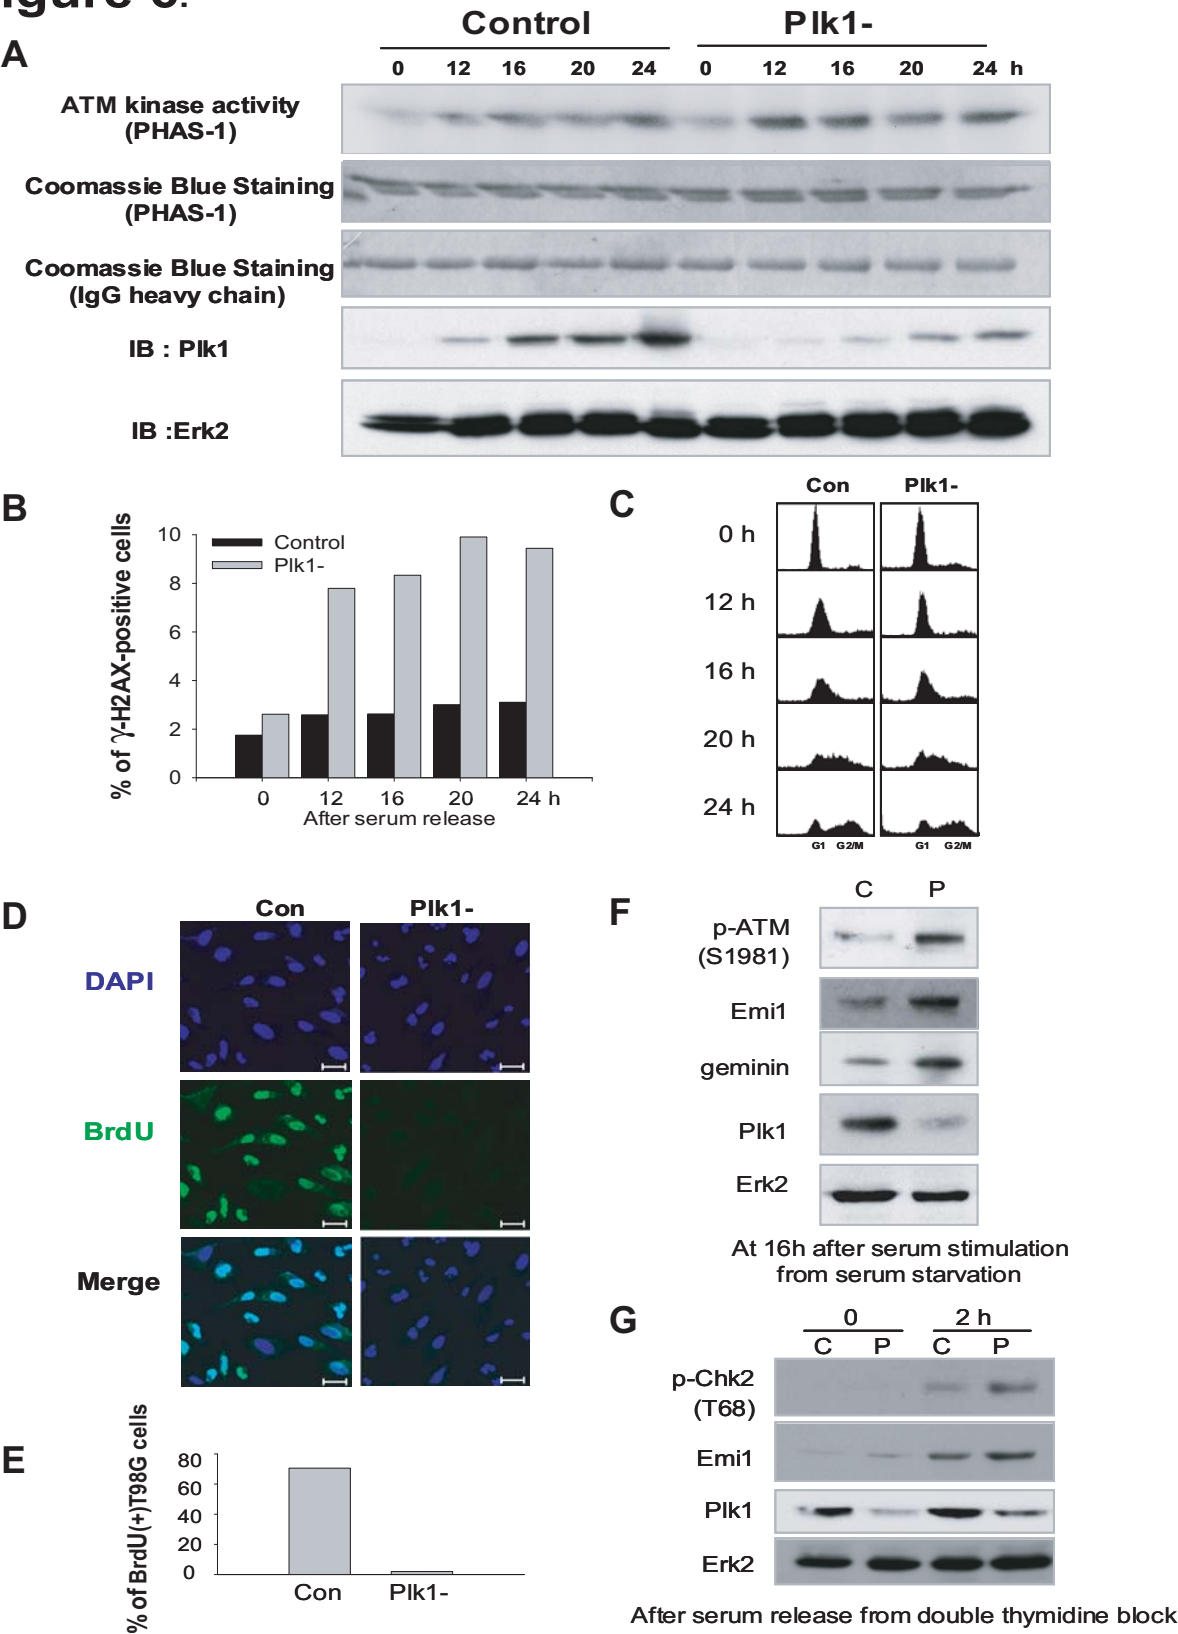 igure 6.
Control Plk1-
A
0 12 16 20 24 0 12 16 20 24 h
ATM kinase activity
(PHAS-1)
Coomassie Blue Staining
(PHAS-1)
Coomassie Blue Staining
(IgG heavy chain)
IB : Plk1
IB :Erk2
B
% of γ-H2AX-positive cells
10
8
6
4
2
0
Control
Plk1-
0 12 16 20 24 h
After serum release
C
Con Plk1-
0 h
12 h
16 h
20 h
24 h
G1 G2/M G1 G2/M
D
Con Plk1-
DAPI
BrdU
Merge
E
% of BrdU(+)T98G cells
80
60
40
20
0
Con Plk1-
F
C P
p-ATM
(S1981)
Emi1
geminin
Plk1
Erk2
At 16h after serum stimulation
from serum starvation
G
0 2 h
C P C P
p-Chk2
(T68)
Emi1
Plk1
Erk2
After serum release from double thymidine block